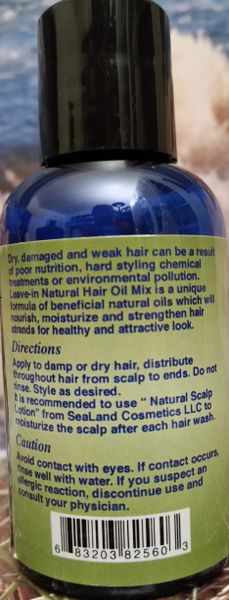 Dry, damaged and weak hair can be a result
of poor nutrition, hard styling chemical
treatments or environmental pollution.
Leave-in Natural Hair Oil Mix is a unique
formula of beneficial natural oils which will
nourish, moisturize and strengthen hair
strands for healthy and attractive look.
Directions
Apply to damp or dry hair, distribute
throughout hair from scalp to ends. Do not
rinse. Style as desired.
It is recommended to use " Natural Scalp
Lotion" from SeaLand Cosmetics LLC to
moisturize the scalp after each hair wash.
Caution
Avoid contact with eyes. If contact occurs,
rinse well with water. If you suspect an
allergic reaction, discontinue use and
consult your physician.
6 83203 82560 3